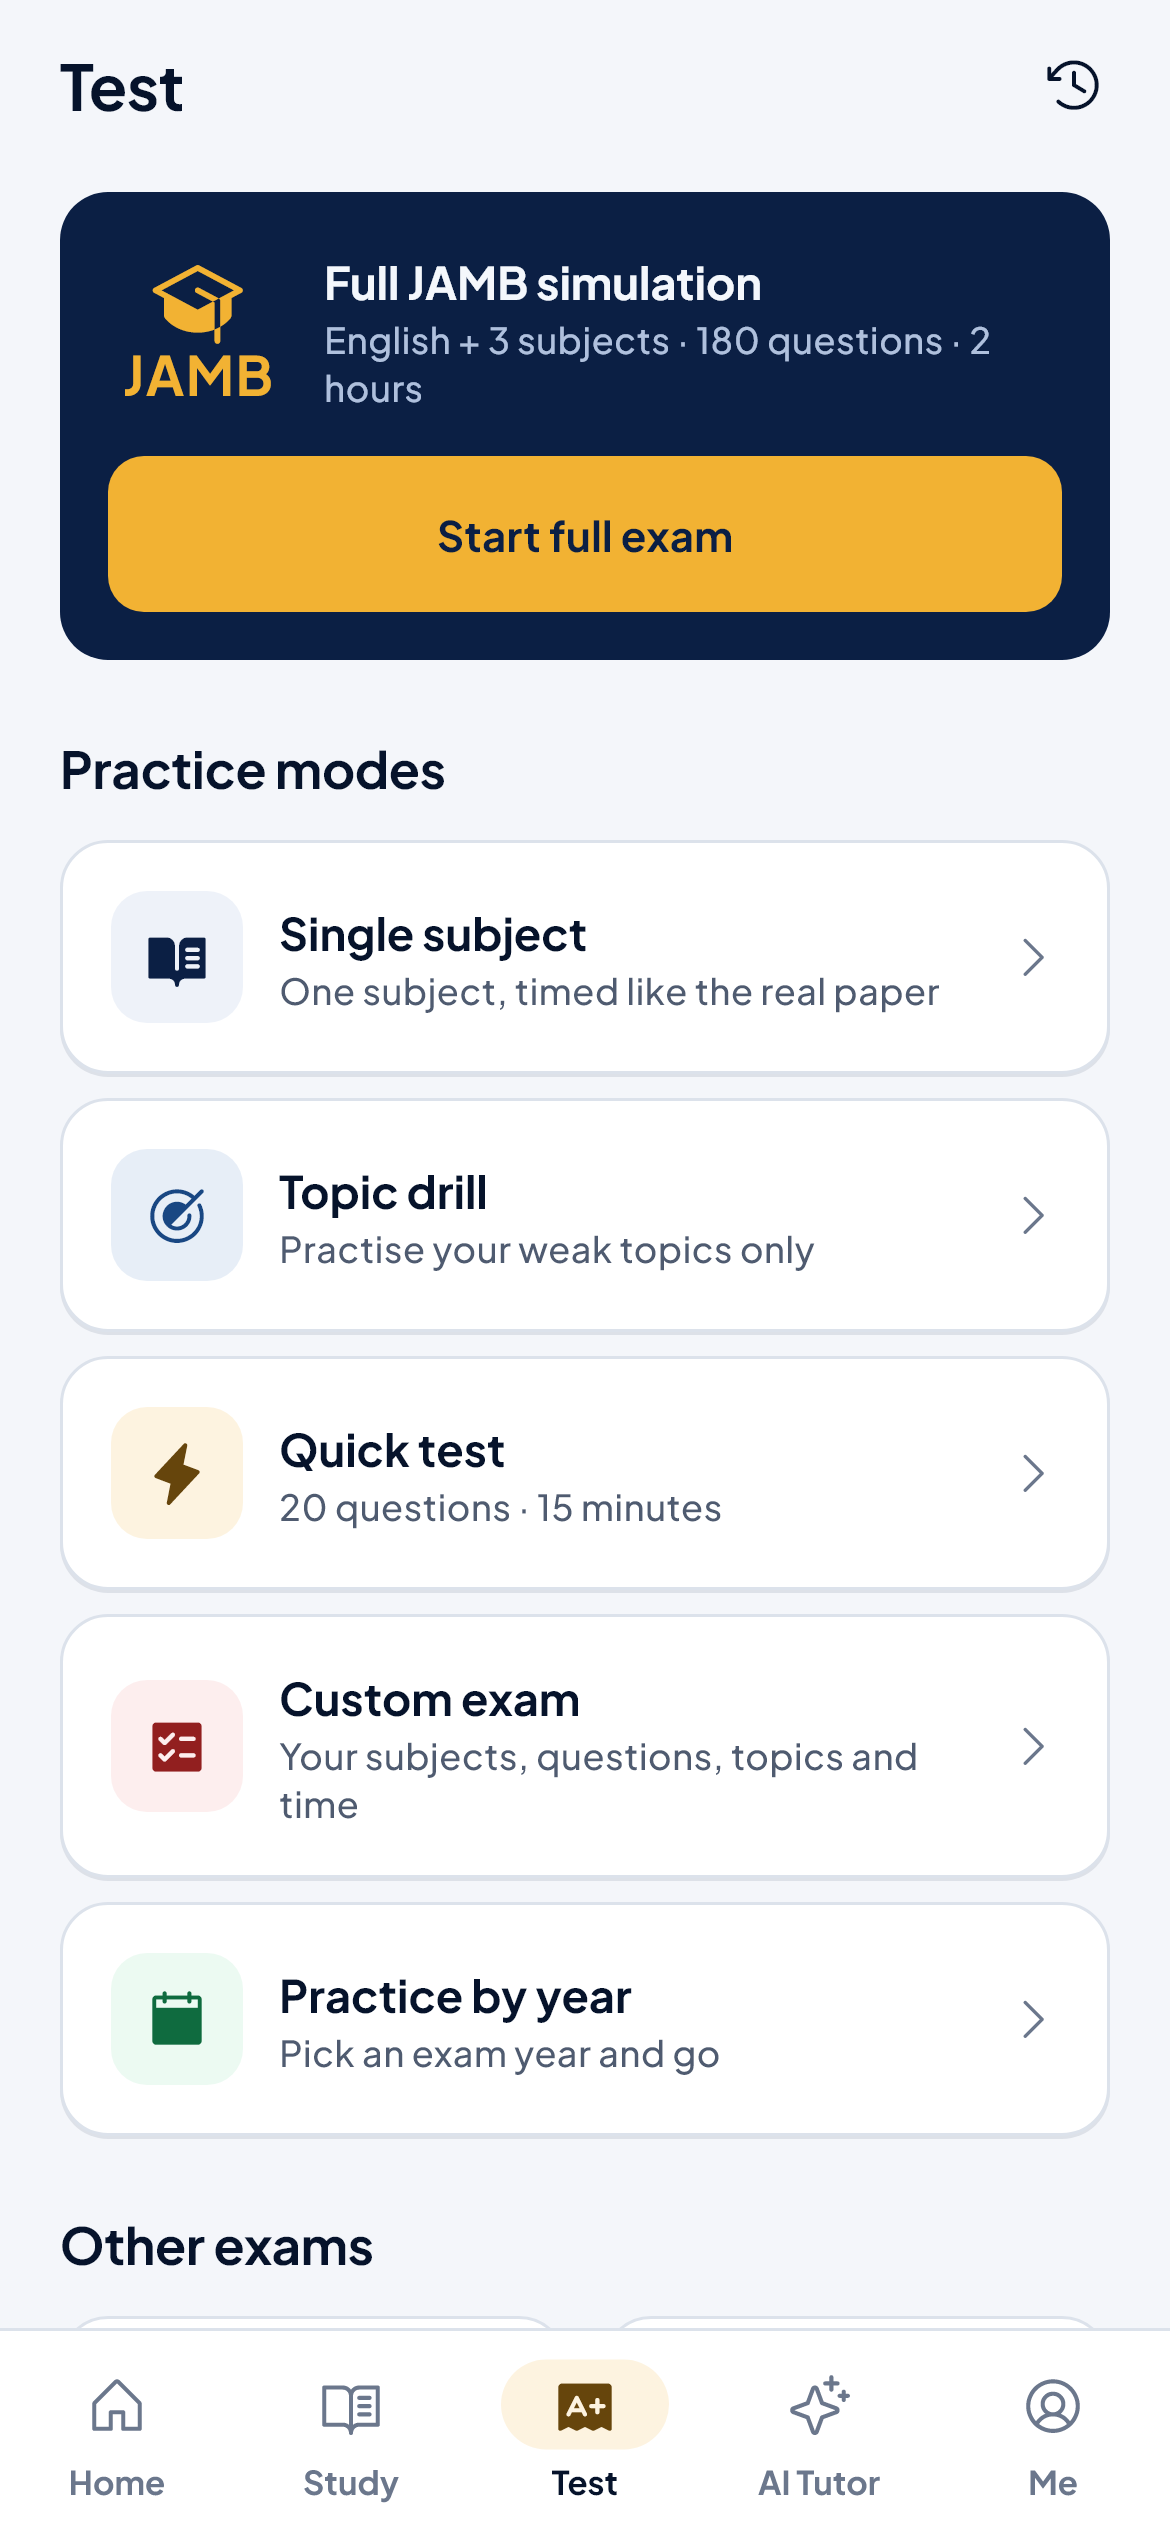 Test
JAMB
Full JAMB simulation
English + 3 subjects · 180 questions · 2
hours
Start full exam
Practice modes
Single subject
One subject, timed like the real paper
Topic drill
Practise your weak topics only
Quick test
20 questions · 15 minutes
Custom exam
Your subjects, questions, topics and
time
Practice by year
Pick an exam year and go
Other exams
A+
Home
Study
Test
AI Tutor
Me